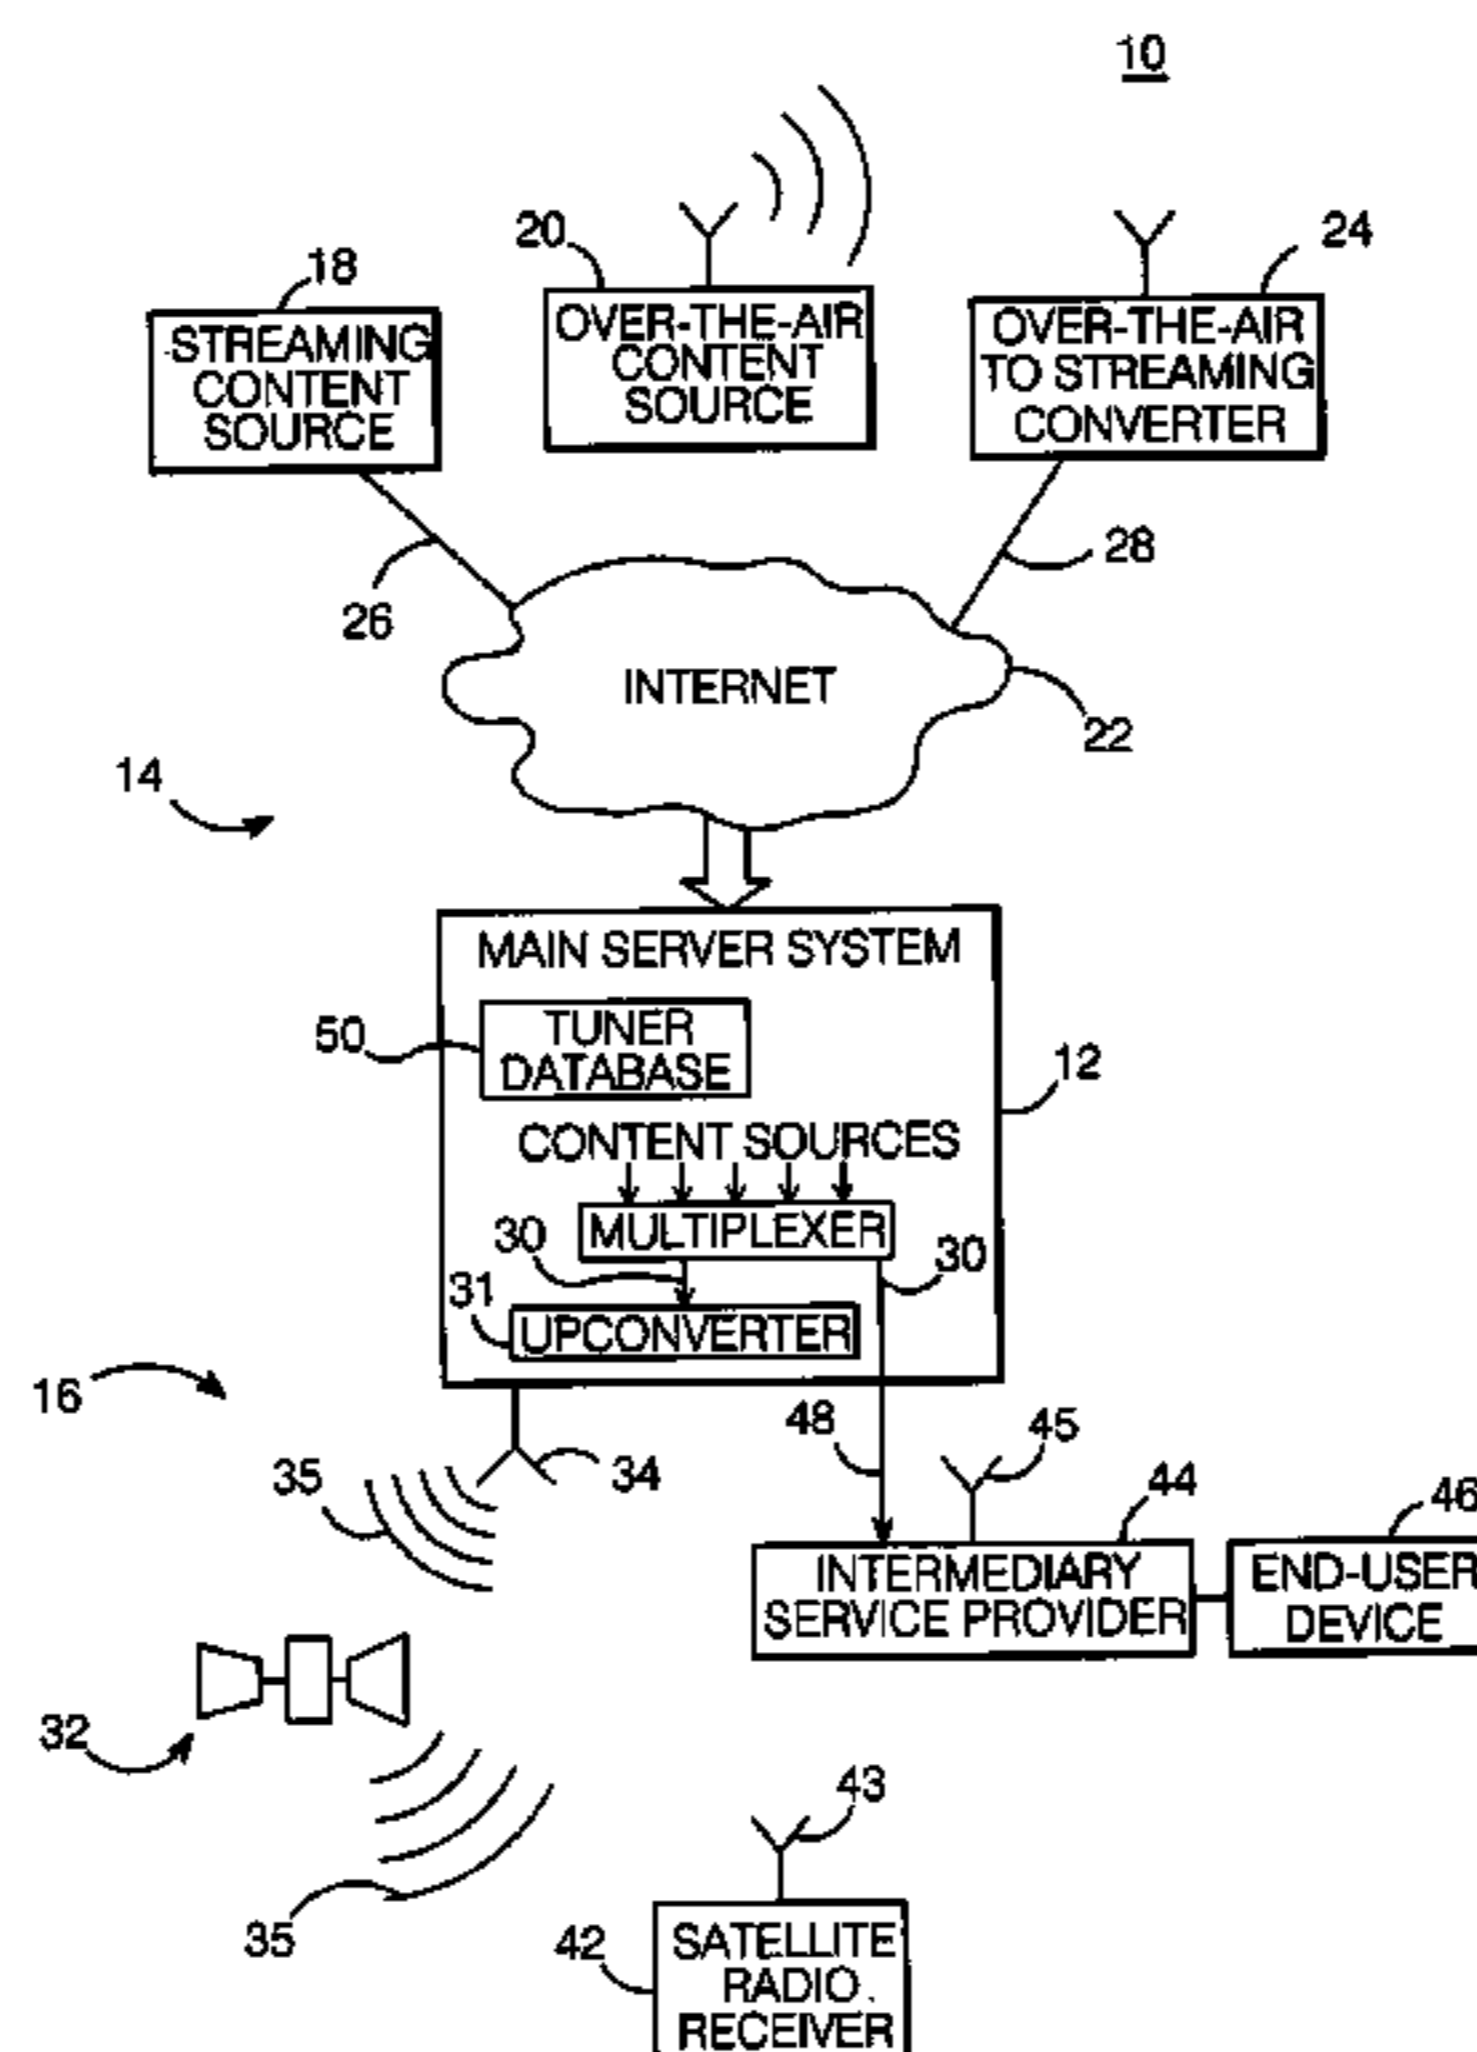 10
20
24
18
STREAMING
CONTENT
SOURCE
OVER-THE-AIR
CONTENT
SOURCE
OVER-THE-AIR
TO STREAMING
CONVERTER
26
28
INTERNET
22
14
MAIN SERVER SYSTEM
50
TUNER
DATABASE
12
CONTENT SOURCES
MULTIPLEXER
30
30
31
UPCONVERTER
16
48
45
35
34
44
46
INTERMEDIARY
SERVICE PROVIDER
END-USER
DEVICE
32
43
35
42
SATELLITE
RADIO
RECEIVER